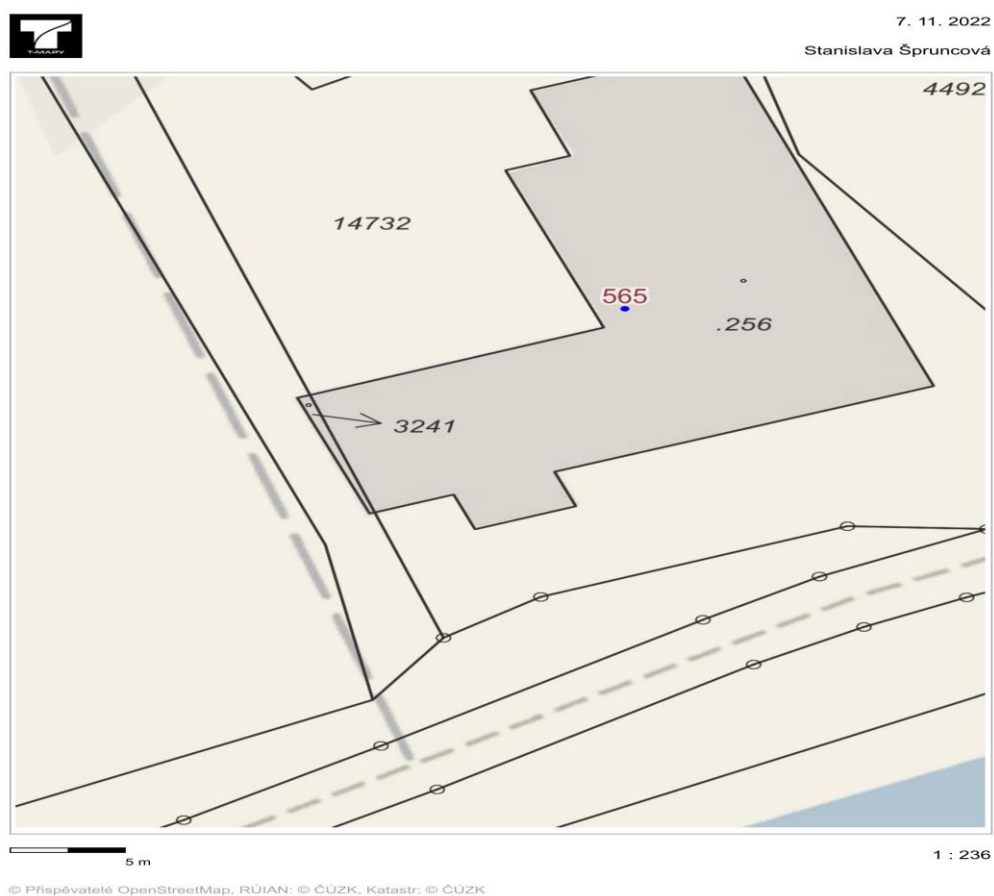 T-MAPY
7. 11. 2022
Stanislava Špruncová
4492
14732
565
.256
3241
5 m
1 : 236
© Přispěvatelé OpenStreetMap, RÚIAN: © ČÚZK, Katastr: © ČÚZK